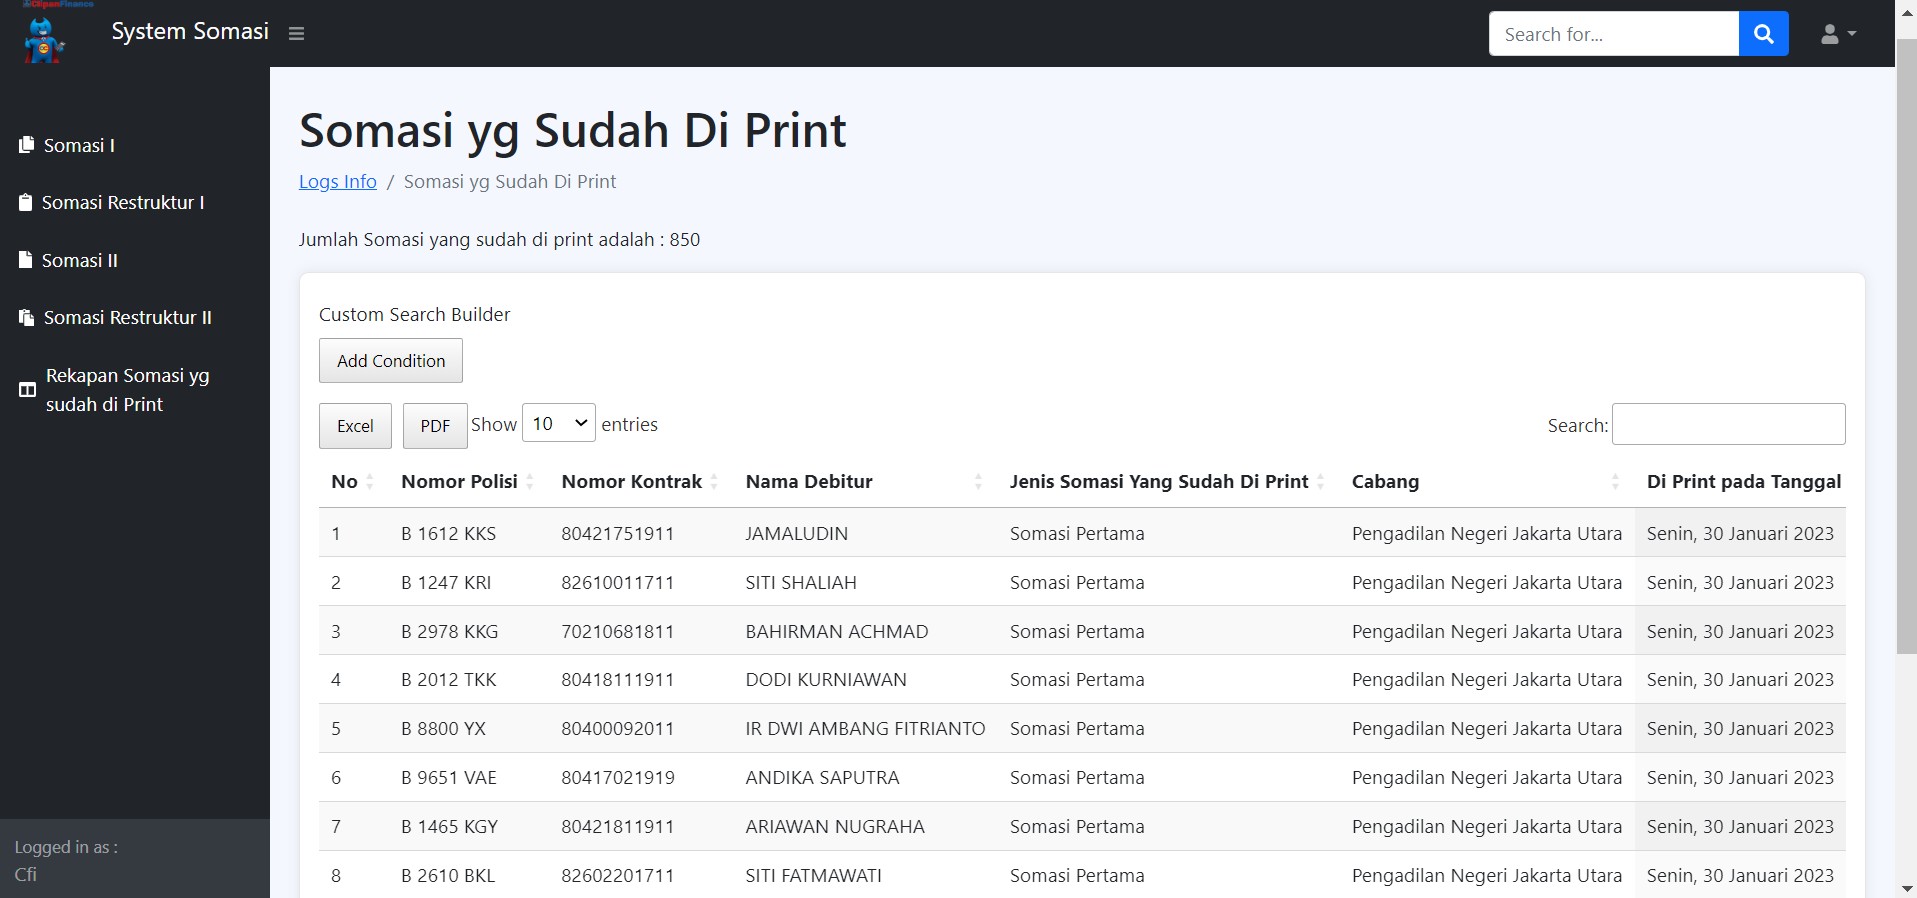 ClipanFinance
System Somasi
Search for...
Somasi I
Somasi Restruktur I
Somasi II
Somasi Restruktur II
Rekapan Somasi yg
sudah di Print
Logged in as :
Cfi
Somasi yg Sudah Di Print
Logs Info / Somasi yg Sudah Di Print
Jumlah Somasi yang sudah di print adalah : 850
Custom Search Builder
Add Condition
Excel PDF Show 10 entries Search:
No Nomor Polisi Nomor Kontrak Nama Debitur Jenis Somasi Yang Sudah Di Print Cabang Di Print pada Tanggal
1 B 1612 KKS 80421751911 JAMALUDIN Somasi Pertama Pengadilan Negeri Jakarta Utara Senin, 30 Januari 2023
2 B 1247 KRI 82610011711 SITI SHALIAH Somasi Pertama Pengadilan Negeri Jakarta Utara Senin, 30 Januari 2023
3 B 2978 KKG 70210681811 BAHIRMAN ACHMAD Somasi Pertama Pengadilan Negeri Jakarta Utara Senin, 30 Januari 2023
4 B 2012 TKK 80418111911 DODI KURNIAWAN Somasi Pertama Pengadilan Negeri Jakarta Utara Senin, 30 Januari 2023
5 B 8800 YX 80400092011 IR DWI AMBANG FITRIANTO Somasi Pertama Pengadilan Negeri Jakarta Utara Senin, 30 Januari 2023
6 B 9651 VAE 80417021919 ANDIKA SAPUTRA Somasi Pertama Pengadilan Negeri Jakarta Utara Senin, 30 Januari 2023
7 B 1465 KGY 80421811911 ARIAWAN NUGRAHA Somasi Pertama Pengadilan Negeri Jakarta Utara Senin, 30 Januari 2023
8 B 2610 BKL 82602201711 SITI FATMAWATI Somasi Pertama Pengadilan Negeri Jakarta Utara Senin, 30 Januari 2023